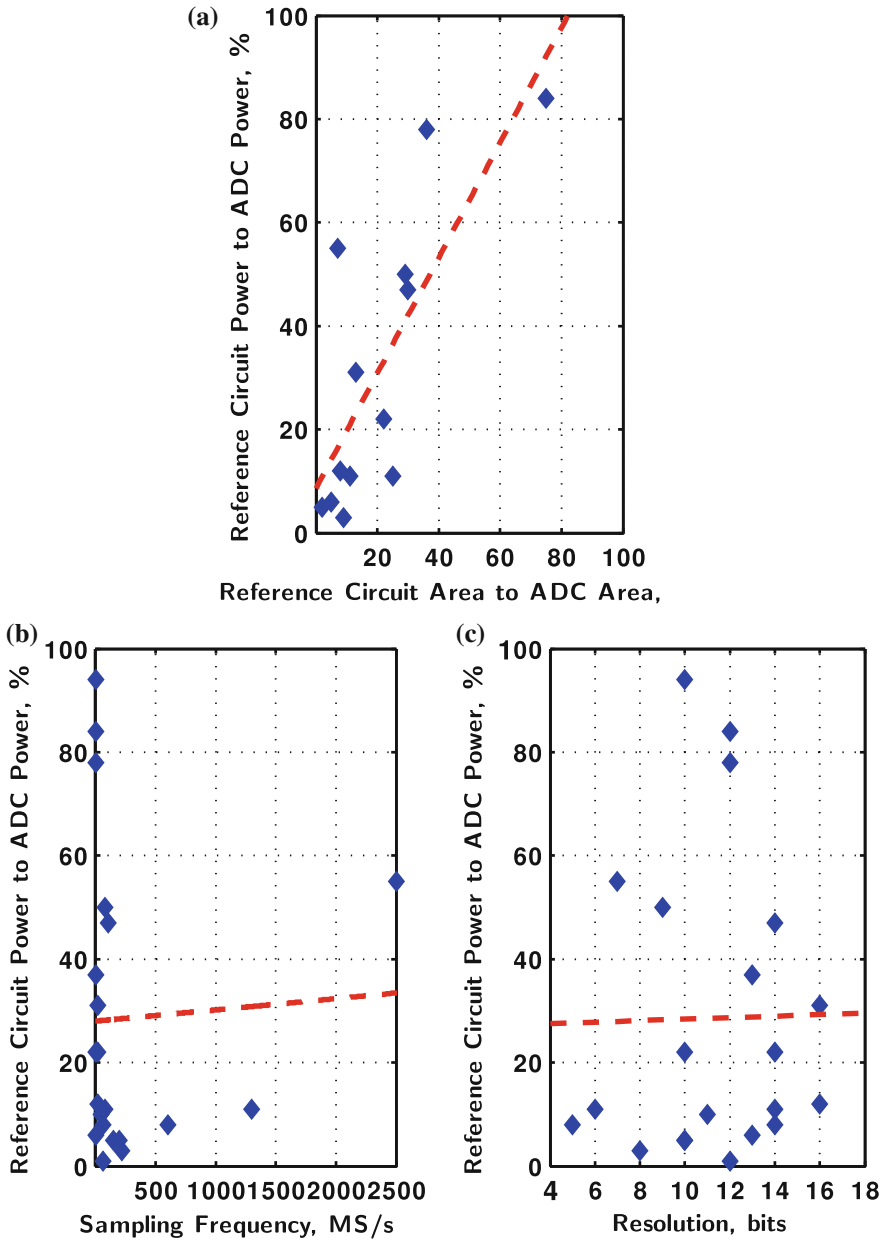 (a)
Reference Circuit Power to ADC Power, %
100
80
60
40
20
0
20 40 60 80 100
Reference Circuit Area to ADC Area,
(b)
Reference Circuit Power to ADC Power, %
100
80
60
40
20
0
500 1000 1500 2000 2500
Sampling Frequency, MS/s
(c)
Reference Circuit Power to ADC Power, %
100
80
60
40
20
0
4 6 8 10 12 14 16 18
Resolution, bits